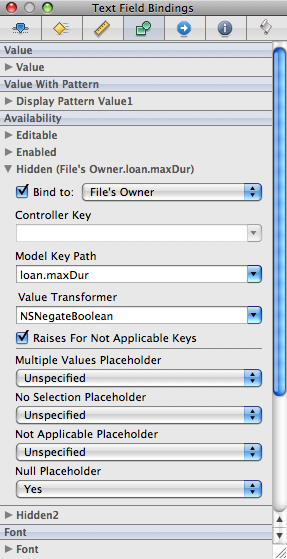 Text Field Bindings
Value
Value
Value With Pattern
Display Pattern Value1
Availability
Editable
Enabled
Hidden (File's Owner.loan.maxDur)
Bind to: File's Owner
Controller Key
Model Key Path
loan.maxDur
Value Transformer
NSNegateBoolean
Raises For Not Applicable Keys
Multiple Values Placeholder
Unspecified
No Selection Placeholder
Unspecified
Not Applicable Placeholder
Unspecified
Null Placeholder
Yes
Hidden2
Font
Font